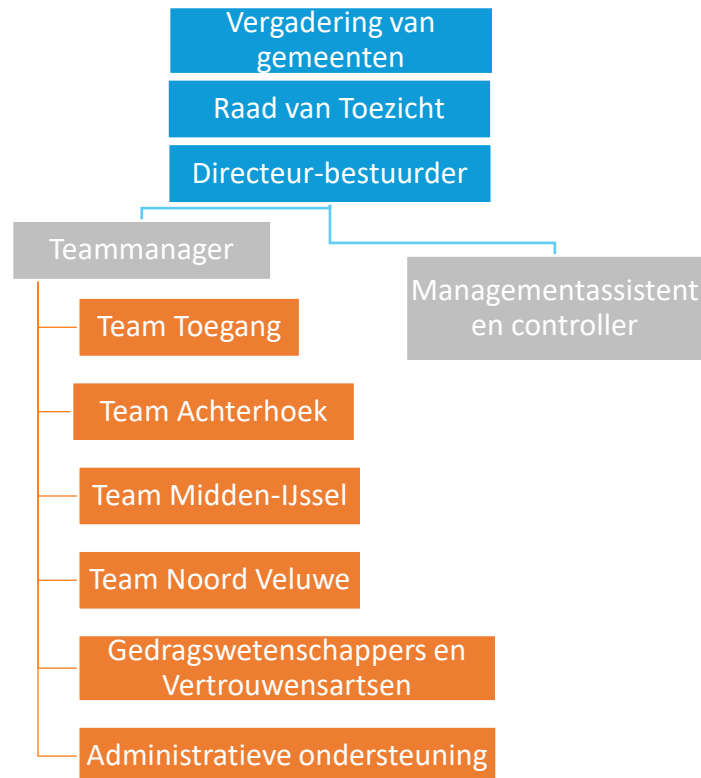 Vergadering van
gemeenten
Raad van Toezicht
Directeur-bestuurder
Teammanager
Managementassistent
en controller
Team Toegang
Team Achterhoek
Team Midden-IJssel
Team Noord Veluwe
Gedragswetenschappers en
Vertrouwensartsen
Administratieve ondersteuning